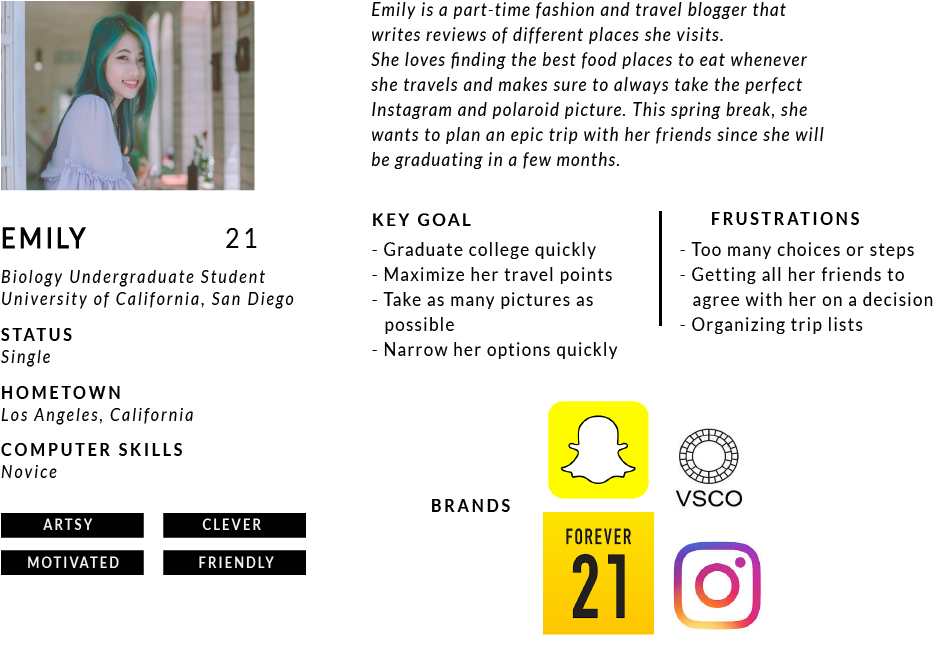 Emily is a part-time fashion and travel blogger that
writes reviews of different places she visits.
She loves finding the best food places to eat whenever
she travels and makes sure to always take the perfect
Instagram and polaroid picture. This spring break, she
wants to plan an epic trip with her friends since she will
be graduating in a few months.
EMILY 21
Biology Undergraduate Student
University of California, San Diego
STATUS
Single
HOMETOWN
Los Angeles, California
COMPUTER SKILLS
Novice
ARTSY CLEVER
MOTIVATED FRIENDLY
KEY GOAL
- Graduate college quickly
- Maximize her travel points
- Take as many pictures as
possible
- Narrow her options quickly
FRUSTRATIONS
- Too many choices or steps
- Getting all her friends to
agree with her on a decision
- Organizing trip lists
BRANDS
VSCO
FOREVER
21